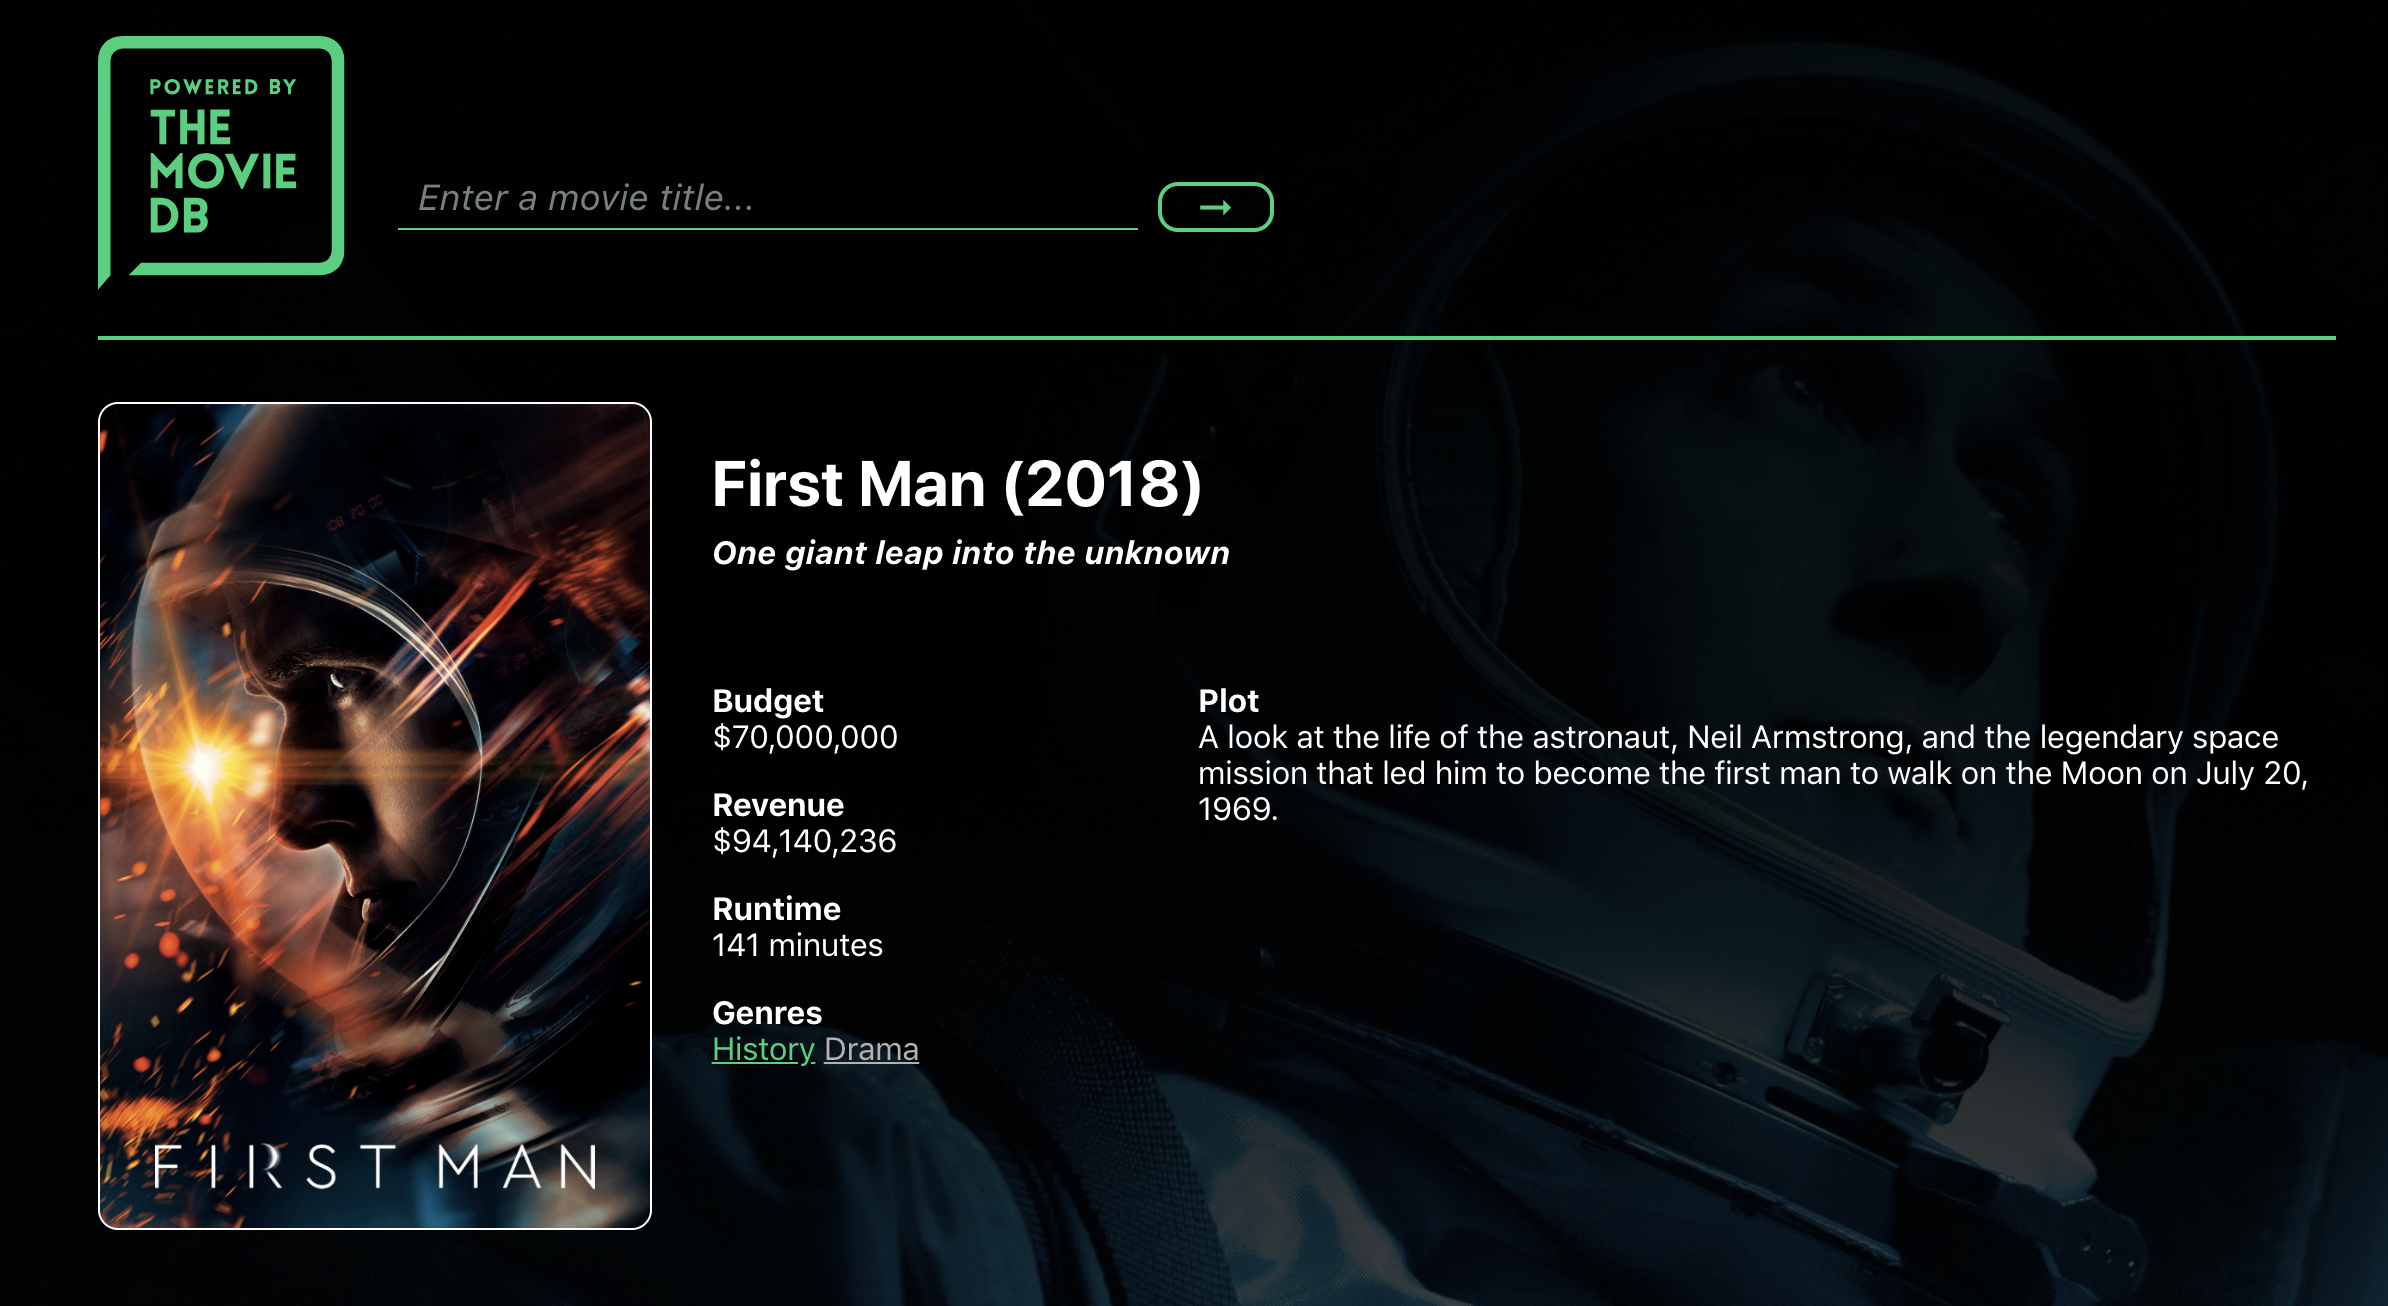 POWERED BY
THE
MOVIE
DB
Enter a movie title...
→
First Man (2018)
One giant leap into the unknown
Budget
$70,000,000
Revenue
$94,140,236
Runtime
141 minutes
Genres
History Drama
Plot
A look at the life of the astronaut, Neil Armstrong, and the legendary space
mission that led him to become the first man to walk on the Moon on July 20,
1969.
FIRST MAN